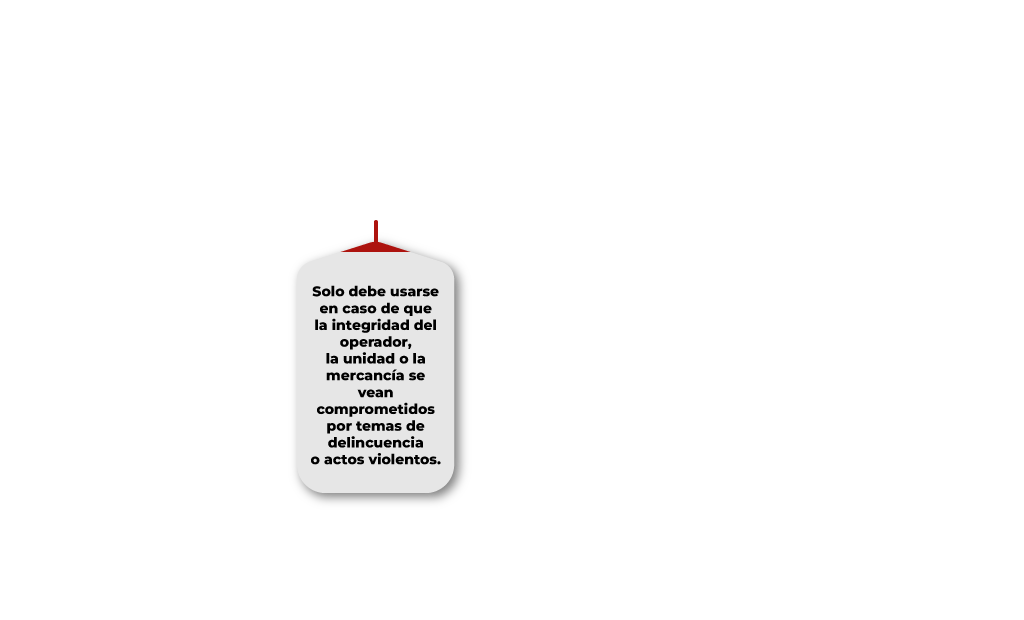 Solo debe usarse
en caso de que
la integridad del
operador,
la unidad o la
mercancía se
vean
comprometidos
por temas de
delincuencia
o actos violentos.